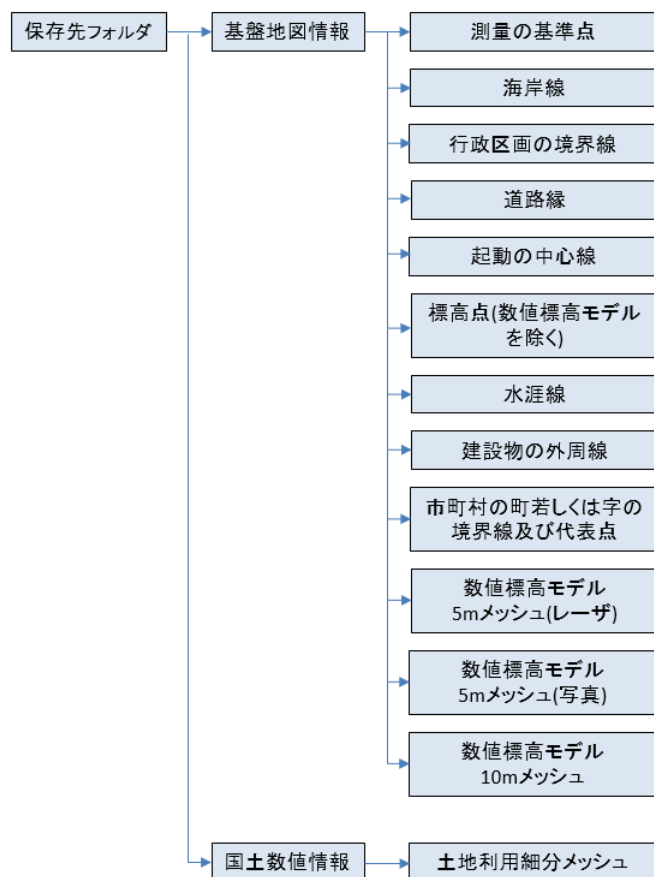 保存先フォルダ
基盤地図情報
測量の基準点
海岸線
行政区画の境界線
道路縁
起動の中心線
標高点(数値標高モデル
を除く)
水涯線
建設物の外周線
市町村の町若しくは字の
境界線及び代表点
数値標高モデル
5mメッシュ(レーザ)
数値標高モデル
5mメッシュ(写真)
数値標高モデル
10mメッシュ
国土数値情報
土地利用細分メッシュ